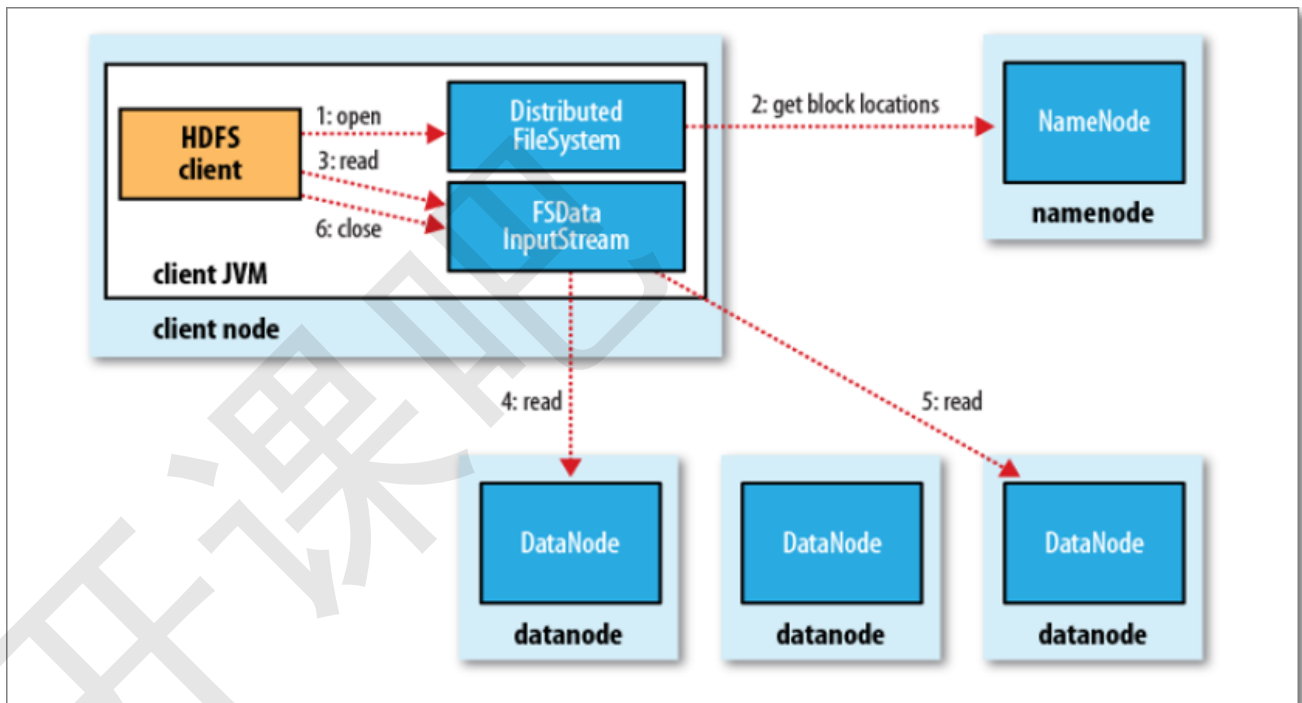 HDFS
client
1: open
3: read
6: close
Distributed
FileSystem
FSData
InputStream
client JVM
client node
2: get block locations
NameNode
namenode
4: read
5: read
DataNode
datanode
DataNode
datanode
DataNode
datanode
开课吧